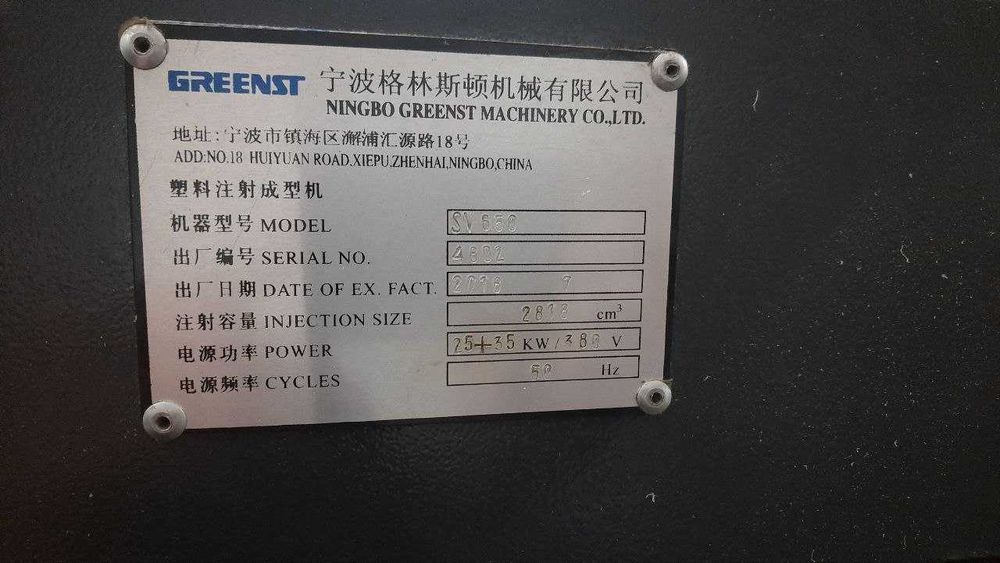 GREENST 宁波格林斯顿机械有限公司
NINGBO GREENST MACHINERY CO.,LTD.
地址:宁波市镇海区澥浦汇源路18号
ADD:NO.18 HUIYUAN ROAD.XIEPU,ZHENHAI,NINGBO,CHINA
塑料注射成型机
机器型号 MODEL SV650
出厂编号 SERIAL NO.
出厂日期 DATE OF EX. FACT. 7
注射容量 INJECTION SIZE cm³
电源功率 POWER 25+35 KW/380 V
电源频率 CYCLES 50 Hz